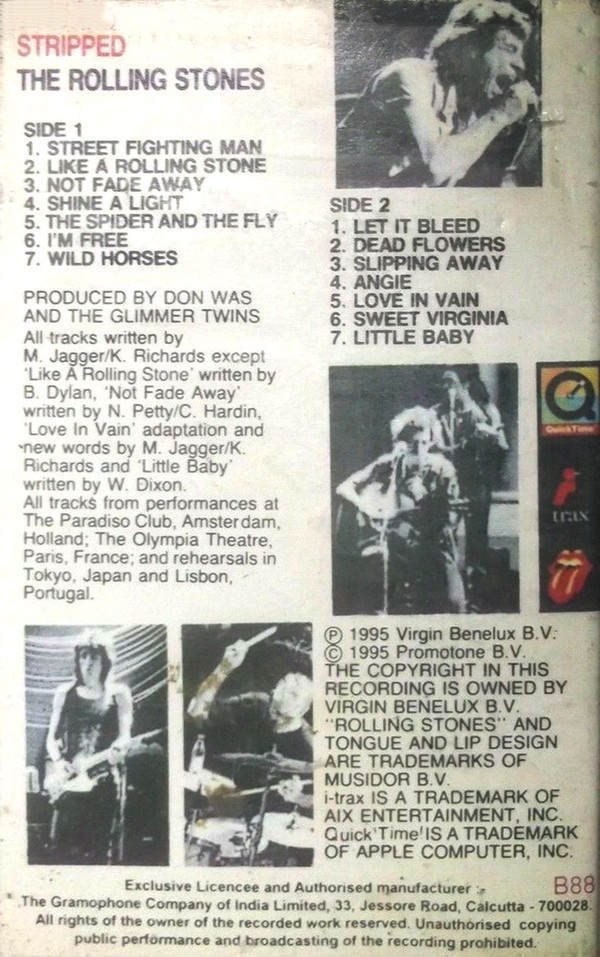 STRIPPED
THE ROLLING STONES
SIDE 1
1. STREET FIGHTING MAN
2. LIKE A ROLLING STONE
3. NOT FADE AWAY
4. SHINE A LIGHT
5. THE SPIDER AND THE FLY
6. I'M FREE
7. WILD HORSES
PRODUCED BY DON WAS
AND THE GLIMMER TWINS
All tracks written by
M. Jagger/K. Richards except
'Like A Rolling Stone' written by
B. Dylan, 'Not Fade Away'
written by N. Petty/C. Hardin,
'Love In Vain' adaptation and
new words by M. Jagger/K.
Richards and 'Little Baby'
written by W. Dixon.
All tracks from performances at
The Paradiso Club, Amsterdam,
Holland; The Olympia Theatre,
Paris, France; and rehearsals in
Tokyo, Japan and Lisbon,
Portugal.
SIDE 2
1. LET IT BLEED
2. DEAD FLOWERS
3. SLIPPING AWAY
4. ANGIE
5. LOVE IN VAIN
6. SWEET VIRGINIA
7. LITTLE BABY
QuickTime
trax
Ⓟ 1995 Virgin Benelux B.V.
© 1995 Promotone B.V.
THE COPYRIGHT IN THIS
RECORDING IS OWNED BY
VIRGIN BENELUX B.V.
"ROLLING STONES" AND
TONGUE AND LIP DESIGN
ARE TRADEMARKS OF
MUSIDOR B.V.
i-trax IS A TRADEMARK OF
AIX ENTERTAINMENT, INC.
Quick'Time' IS A TRADEMARK
OF APPLE COMPUTER, INC.
Exclusive Licencee and Authorised manufacturer :-
B88
The Gramophone Company of India Limited, 33, Jessore Road, Calcutta - 700028.
All rights of the owner of the recorded work reserved. Unauthorised copying
public performance and broadcasting of the recording prohibited.